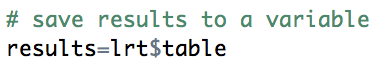 # save results to a variable
results=lrt$table